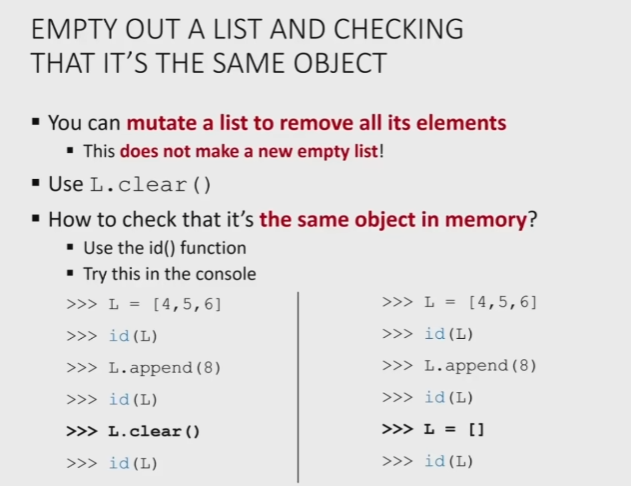 EMPTY OUT A LIST AND CHECKING
THAT IT'S THE SAME OBJECT
▪ You can mutate a list to remove all its elements
▪ This does not make a new empty list!
▪ Use L.clear()
▪ How to check that it's the same object in memory?
▪ Use the id() function
▪ Try this in the console
>>> L = [4,5,6]
>>> id(L)
>>> L.append(8)
>>> id(L)
>>> L.clear()
>>> id(L)
>>> L = [4,5,6]
>>> id(L)
>>> L.append(8)
>>> id(L)
>>> L = []
>>> id(L)